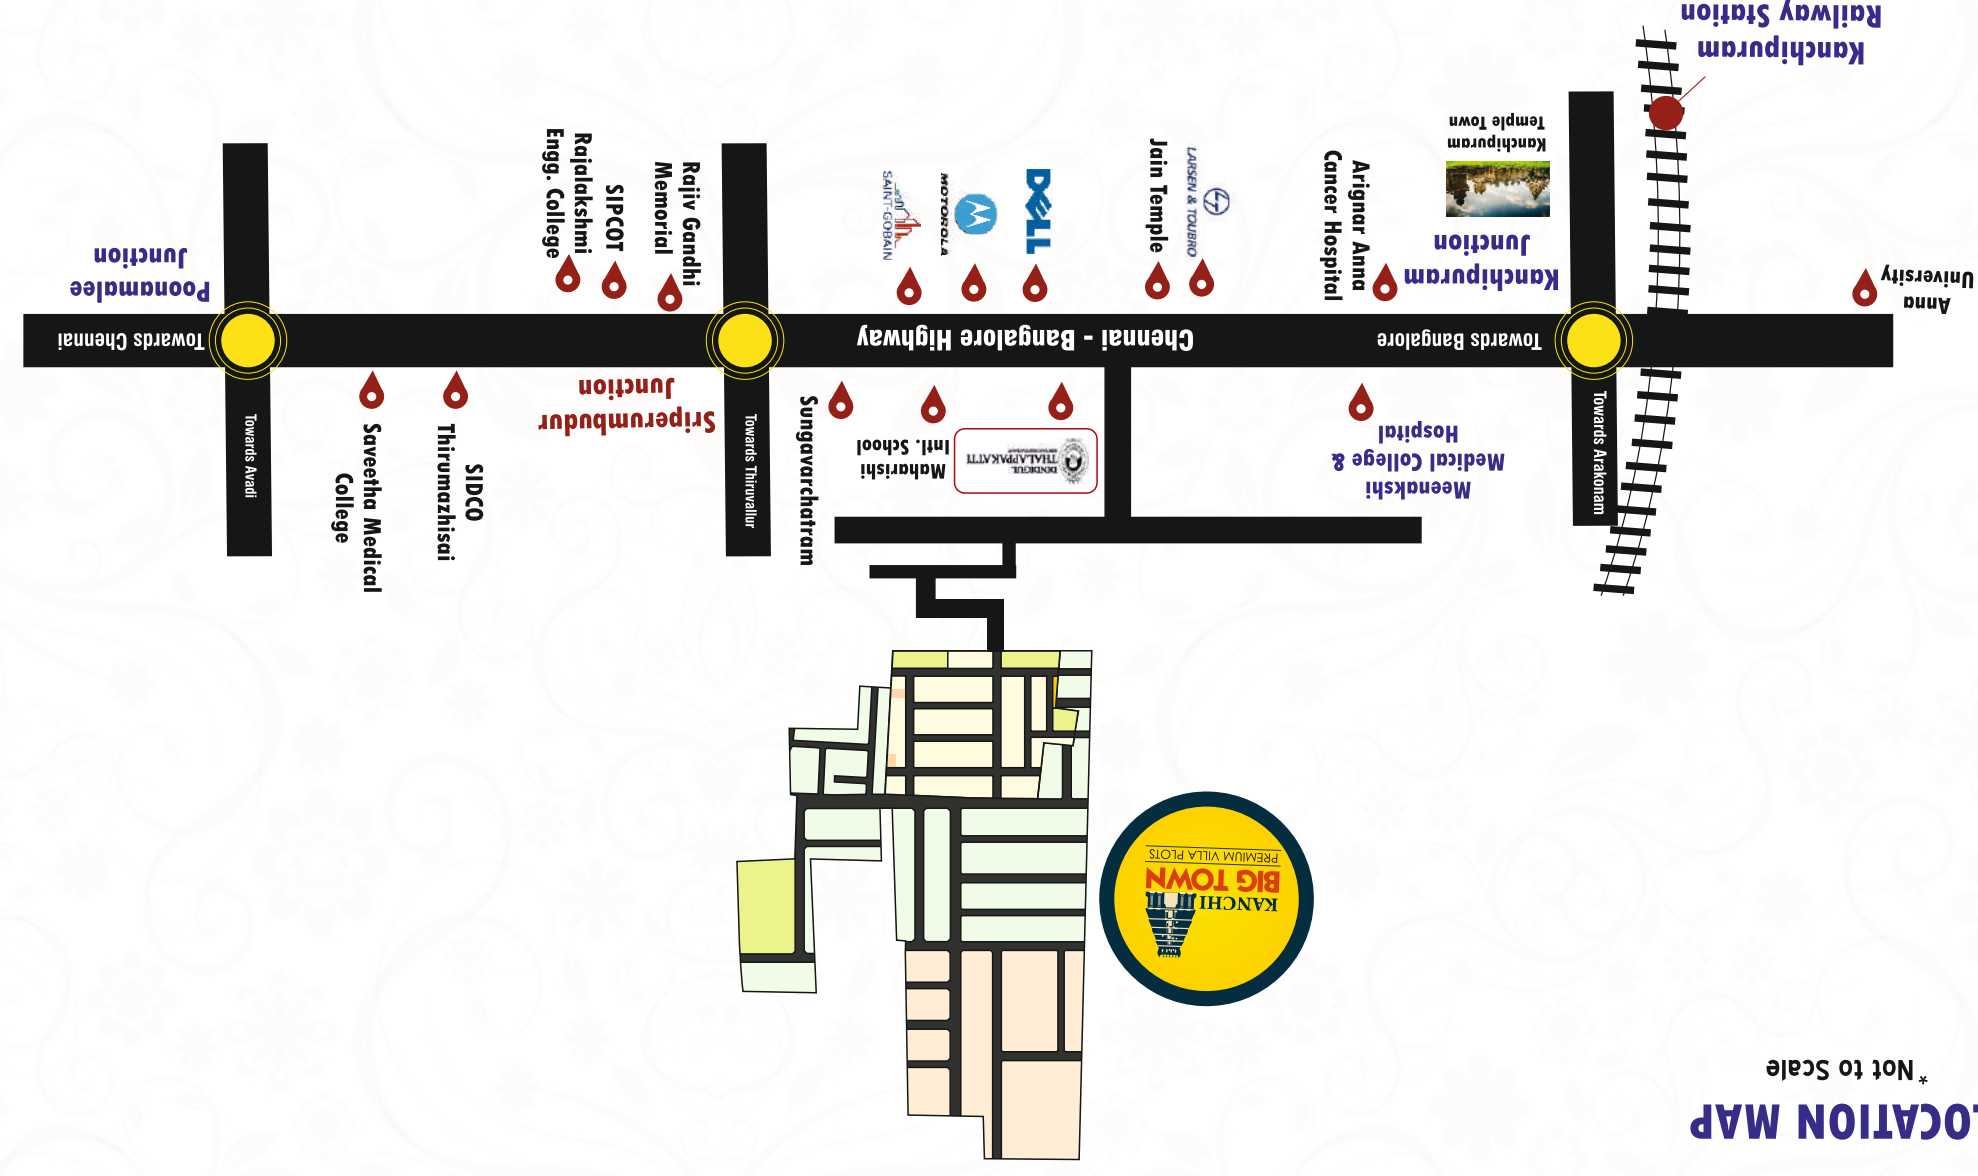 LOCATION MAP
*Not to Scale
KANCHI
BIG TOWN
PREMIUM VILLA PLOTS
Meenakshi
Medical College &
Hospital
DINDIGUL
THALAPPAKATTI
Maharishi
Intl. School
Sungavarchatram
Sriperumbudur
Junction
SIDCO
Thirumazhisai
Saveetha Medical
College
Towards Arakonam
Towards Thiruvallur
Towards Avadi
Towards Bangalore
Chennai - Bangalore Highway
Towards Chennai
Anna
University
Kanchipuram
Junction
Kanchipuram
Temple Town
Kanchipuram
Railway Station
Arignar Anna
Cancer Hospital
LARSEN & TOUBRO
Jain Temple
DELL
MOTOROLA
SAINT-GOBAIN
Rajiv Gandhi
Memorial
SIPCOT
Rajalakshmi
Engg. College
Poonamalee
Junction